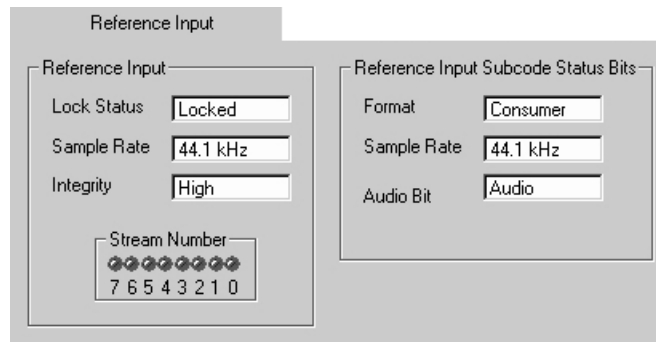 Reference Input
Reference Input
Lock Status Locked
Sample Rate 44.1 kHz
Integrity High
Stream Number
7 6 5 4 3 2 1 0
Reference Input Subcode Status Bits
Format Consumer
Sample Rate 44.1 kHz
Audio Bit Audio